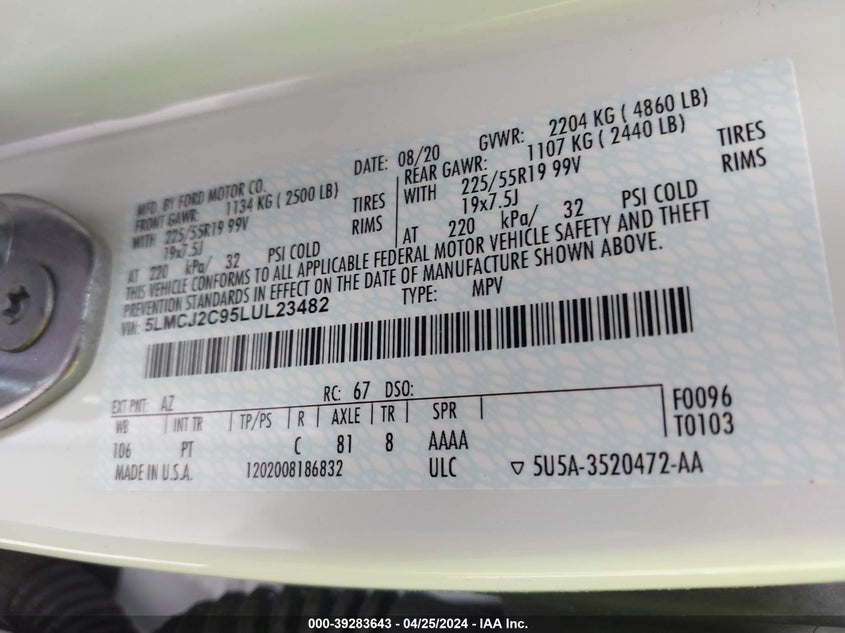 MFD. BY FORD MOTOR CO.
DATE: 08/20 GVWR: 2204 KG ( 4860 LB)
FRONT GAWR: 1134 KG ( 2500 LB)
REAR GAWR: 1107 KG ( 2440 LB)
WITH 225/55R19 99V TIRES
WITH 225/55R19 99V TIRES
19x7.5J RIMS
19x7.5J RIMS
AT 220 kPa/ 32 PSI COLD
AT 220 kPa/ 32 PSI COLD
THIS VEHICLE CONFORMS TO ALL APPLICABLE FEDERAL MOTOR VEHICLE SAFETY AND THEFT
PREVENTION STANDARDS IN EFFECT ON THE DATE OF MANUFACTURE SHOWN ABOVE.
VIN: 5LMCJ2C95LUL23482
TYPE: MPV
EXT PNT: AZ RC: 67 DSO:
F0096
WB INT TR TP/PS R AXLE TR SPR
T0103
106 PT C 81 8 AAAA
MADE IN U.S.A. 1202008186832 ULC ▽ 5U5A-3520472-AA
000-39283643 - 04/25/2024 - IAA Inc.